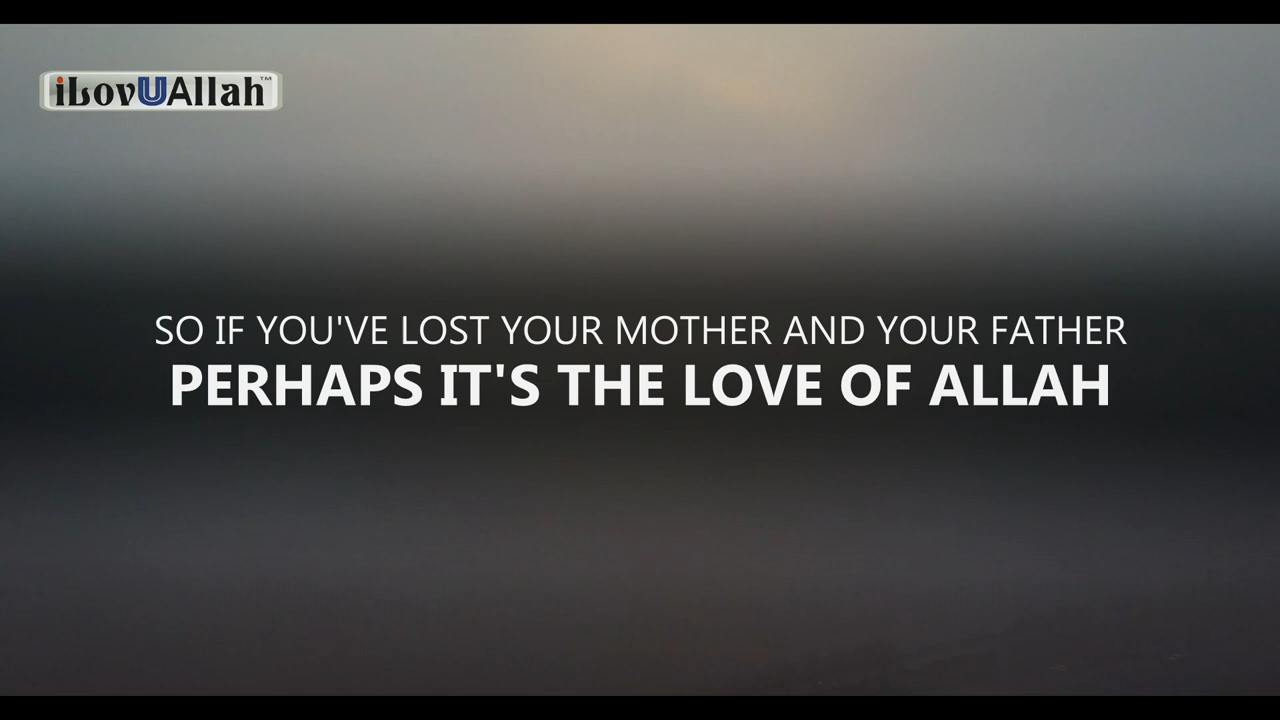 iLovUAllah™
SO IF YOU'VE LOST YOUR MOTHER AND YOUR FATHER
PERHAPS IT'S THE LOVE OF ALLAH